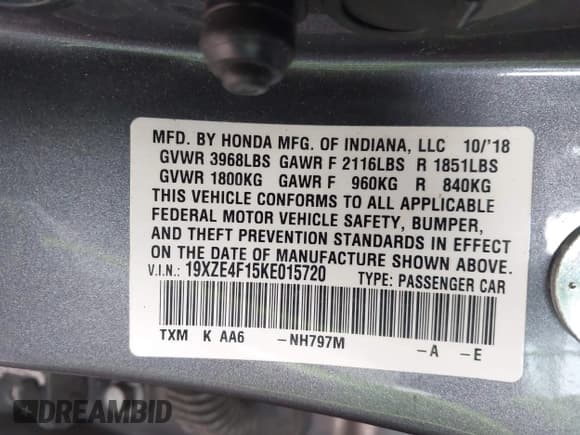 MFD. BY HONDA MFG. OF INDIANA, LLC 10/'18
GVWR 3968LBS GAWR F 2116LBS R 1851LBS
GVWR 1800KG GAWR F 960KG R 840KG
THIS VEHICLE CONFORMS TO ALL APPLICABLE
FEDERAL MOTOR VEHICLE SAFETY, BUMPER,
AND THEFT PREVENTION STANDARDS IN EFFECT
ON THE DATE OF MANUFACTURE SHOWN ABOVE.
V.I.N.: 19XZE4F15KE015720 TYPE: PASSENGER CAR
TXM K AA6 -NH797M -A -E
DREAMBID